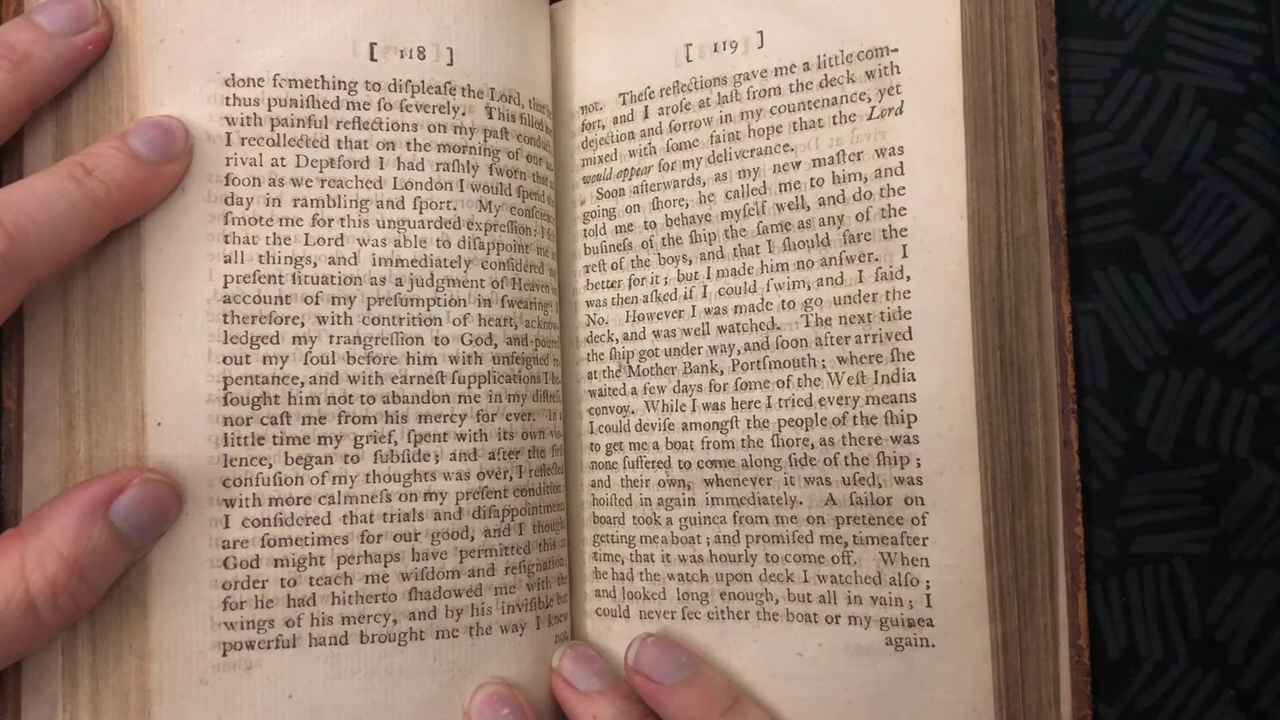 [ 118 ]
done ſomething to diſpleaſe the Lord, that he
thus puniſhed me ſo ſeverely. This filled me
with painful reflections on my paſt conduct.
I recollected that on the morning of our ar-
rival at Deptford I had raſhly ſworn that as
ſoon as we reached London I would ſpend the
day in rambling and ſport. My conſcience
ſmote me for this unguarded expreſſion: I felt
that the Lord was able to diſappoint me in
all things, and immediately conſidered my
preſent ſituation as a judgment of Heaven on
account of my preſumption in ſwearing: I
therefore, with contrition of heart, acknow-
ledged my trangreſſion to God, and poured
out my ſoul before him with unfeigned re-
pentance, and with earneſt ſupplications I be-
ſought him not to abandon me in my diſtreſs,
nor caſt me from his mercy for ever. In a
little time my grief, ſpent with its own vio-
lence, began to ſubſide; and after the firſt
confuſion of my thoughts was over, I reflected
with more calmneſs on my preſent condition:
I conſidered that trials and diſappointments
are ſometimes for our good, and I thought
God might perhaps have permitted this in
order to teach me wiſdom and reſignation;
for he had hitherto ſhadowed me with the
wings of his mercy, and by his inviſible but
powerful hand brought me the way I knew
not.
[ 119 ]
not. Theſe reflections gave me a little com-
fort, and I aroſe at laſt from the deck with
dejection and ſorrow in my countenance, yet
mixed with ſome faint hope that the Lord
would appear for my deliverance.
Soon afterwards, as my new maſter was
going on ſhore, he called me to him, and
told me to behave myſelf well, and do the
buſineſs of the ſhip the ſame as any of the
reſt of the boys, and that I ſhould fare the
better for it; but I made him no anſwer. I
was then aſked if I could ſwim, and I ſaid,
No. However I was made to go under the
deck, and was well watched. The next tide
the ſhip got under way, and ſoon after arrived
at the Mother Bank, Portſmouth; where ſhe
waited a few days for ſome of the Weſt India
convoy. While I was here I tried every means
I could deviſe amongſt the people of the ſhip
to get me a boat from the ſhore, as there was
none ſuffered to come along ſide of the ſhip;
and their own, whenever it was uſed, was
hoiſted in again immediately. A ſailor on
board took a guinea from me on pretence of
getting me a boat; and promiſed me, time after
time, that it was hourly to come off. When
he had the watch upon deck I watched alſo;
and looked long enough, but all in vain; I
could never ſee either the boat or my guinea
again.